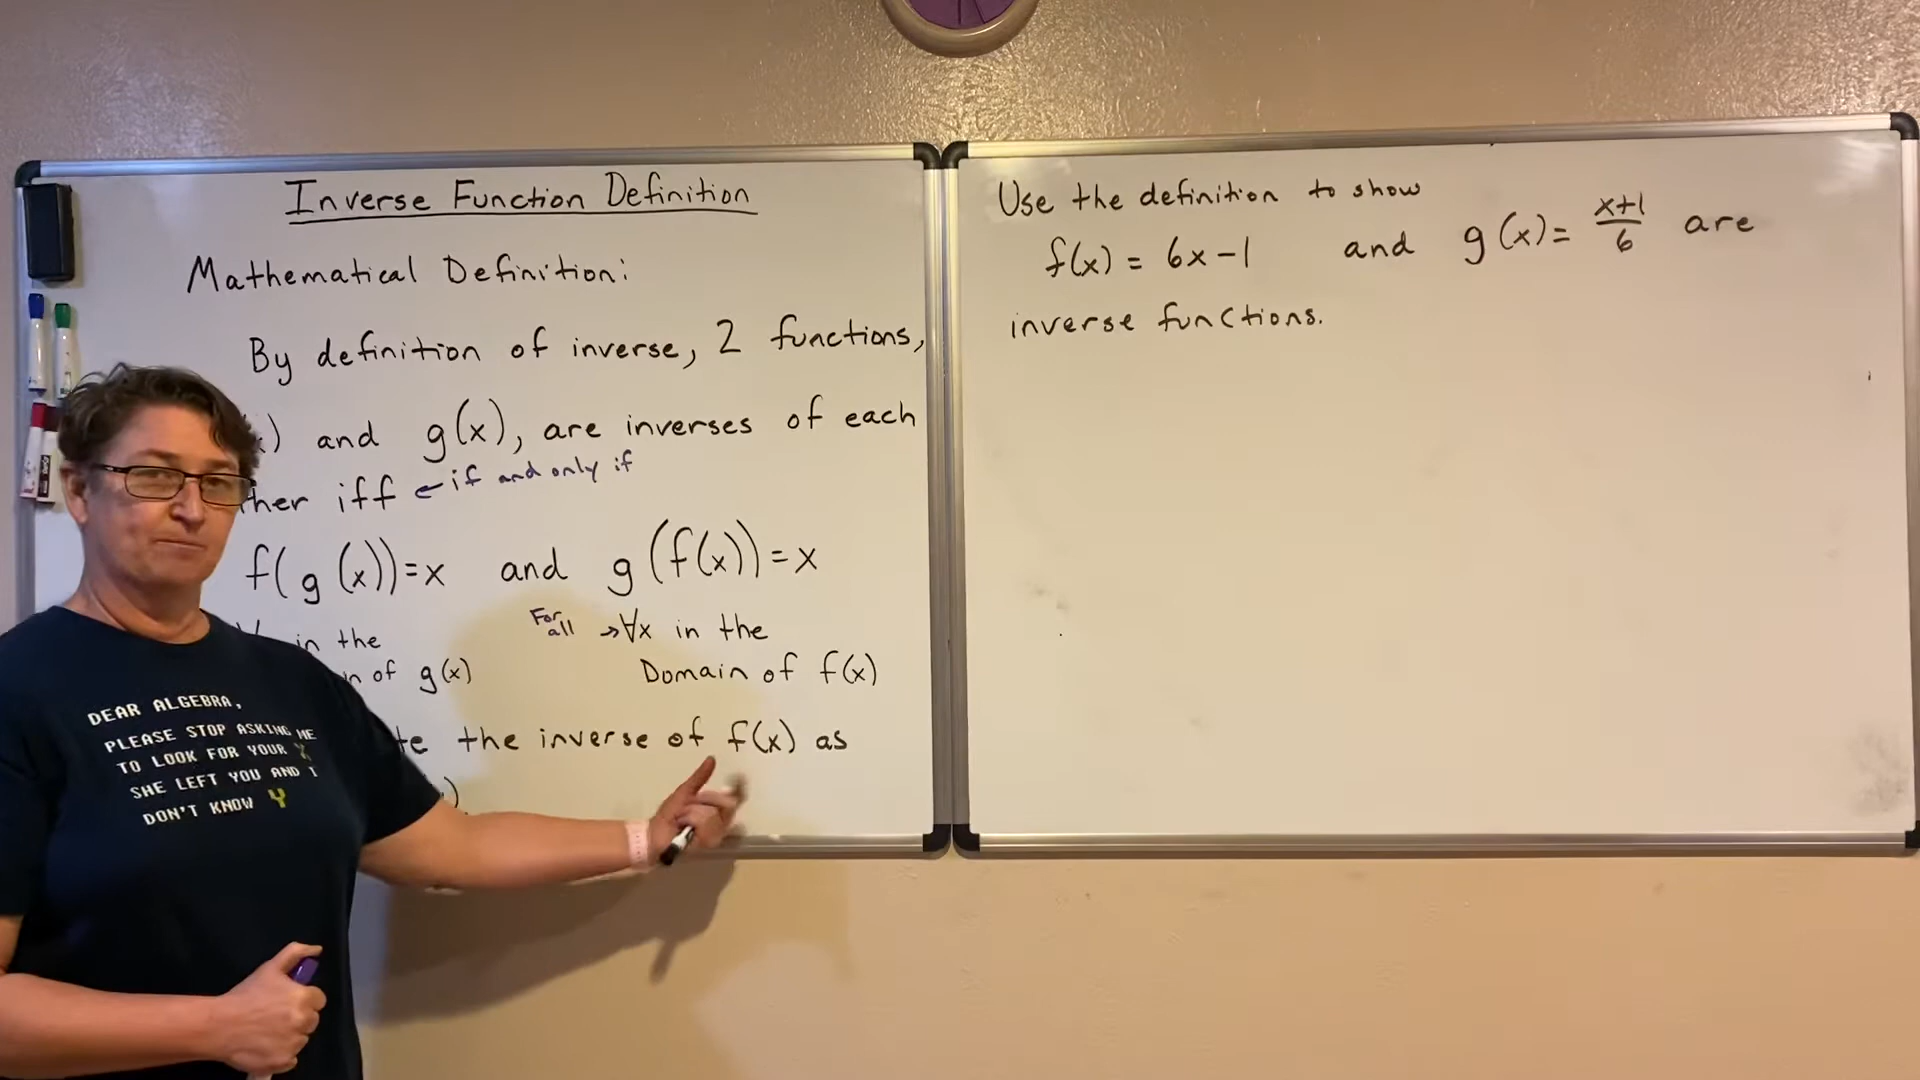 Inverse Function Definition
Mathematical Definition:
By definition of inverse, 2 functions,
) and g(x), are inverses of each
ther iff ← if and only if
f(g(x))=x and g(f(x))=x
in the
n of g(x)
For all → ∀x in the
Domain of f(x)
te the inverse of f(x) as
)
Use the definition to show
f(x) = 6x-1 and g(x)= x+1/6 are
inverse functions.
DEAR ALGEBRA,
PLEASE STOP ASKING ME
TO LOOK FOR YOUR X
SHE LEFT YOU AND I
DON'T KNOW Y